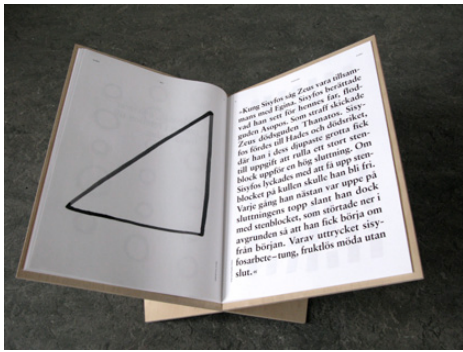 »Kung Sisyfos såg Zeus vara tillsam-
mans med Egina. Sisyfos berättade
vad han sett för hennes far, flod-
guden Asopos. Som straff skickade
Zeus dödsguden Thanatos. Sisy-
fos fördes till Hades och dödsriket,
där han i dess djupaste grotta fick
till uppgift att rulla ett stort sten-
block uppför en hög sluttning. Om
Sisyfos lyckades med att få upp sten-
blocket på kullen skulle han bli fri.
Varje gång han nästan var uppe på
sluttningens topp slant han dock
med stenblocket, som störtade ner i
avgrunden så att han fick börja om
från början. Varav uttrycket sisy-
fosarbete–tung, fruktlös möda utan
slut.«